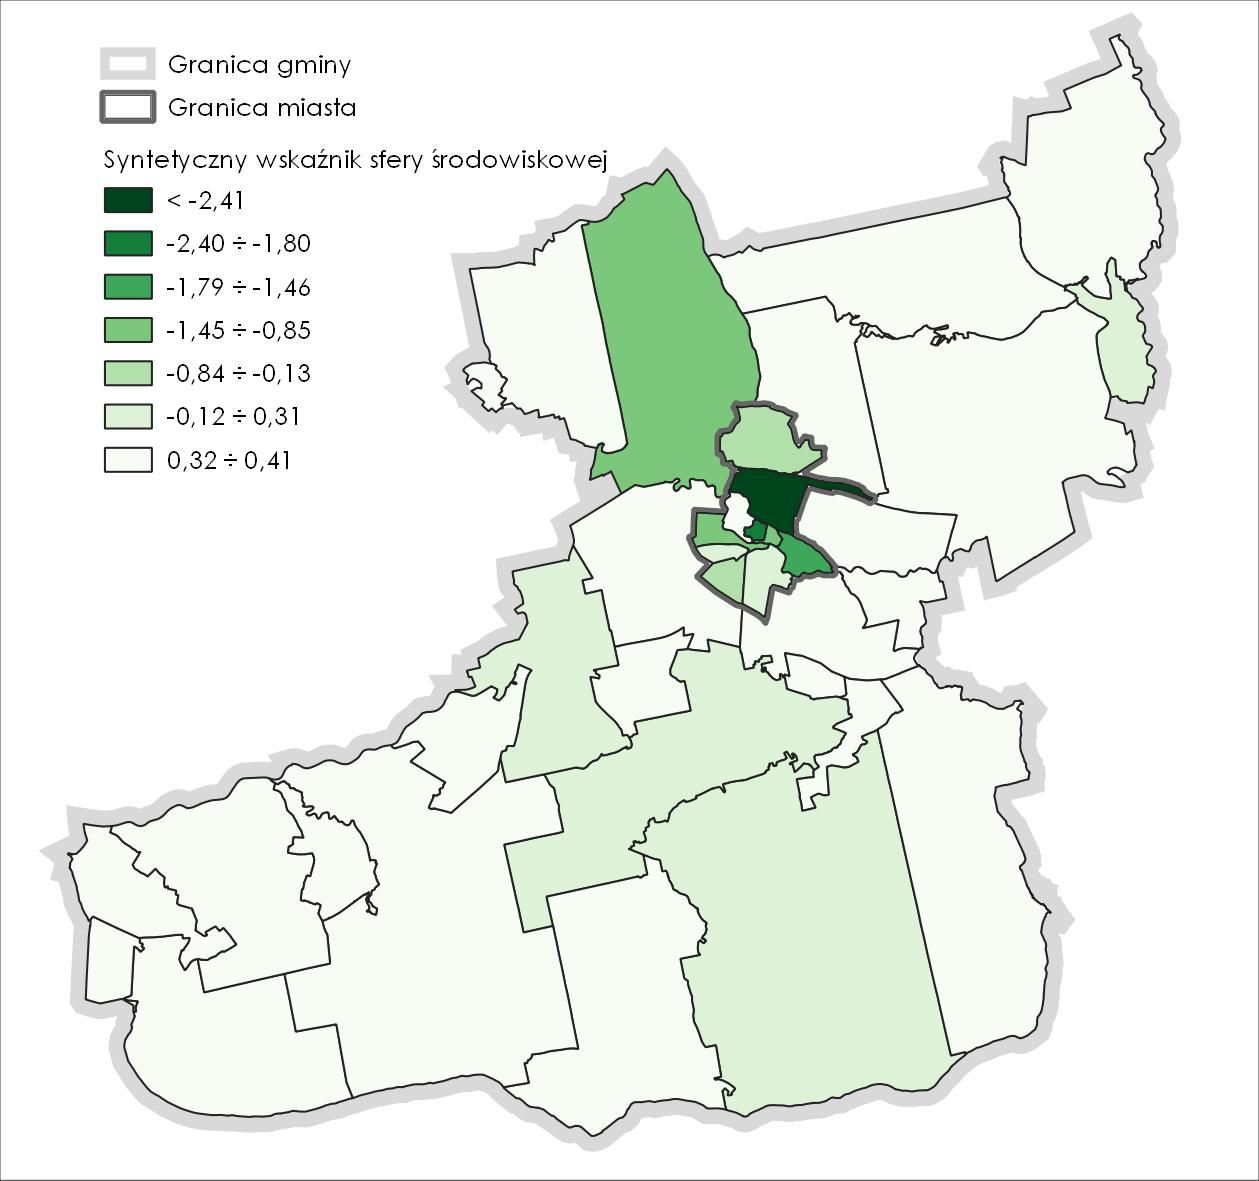 Granica gminy
Granica miasta
Syntetyczny wskaźnik sfery środowiskowej
< -2,41
-2,40 ÷ -1,80
-1,79 ÷ -1,46
-1,45 ÷ -0,85
-0,84 ÷ -0,13
-0,12 ÷ 0,31
0,32 ÷ 0,41